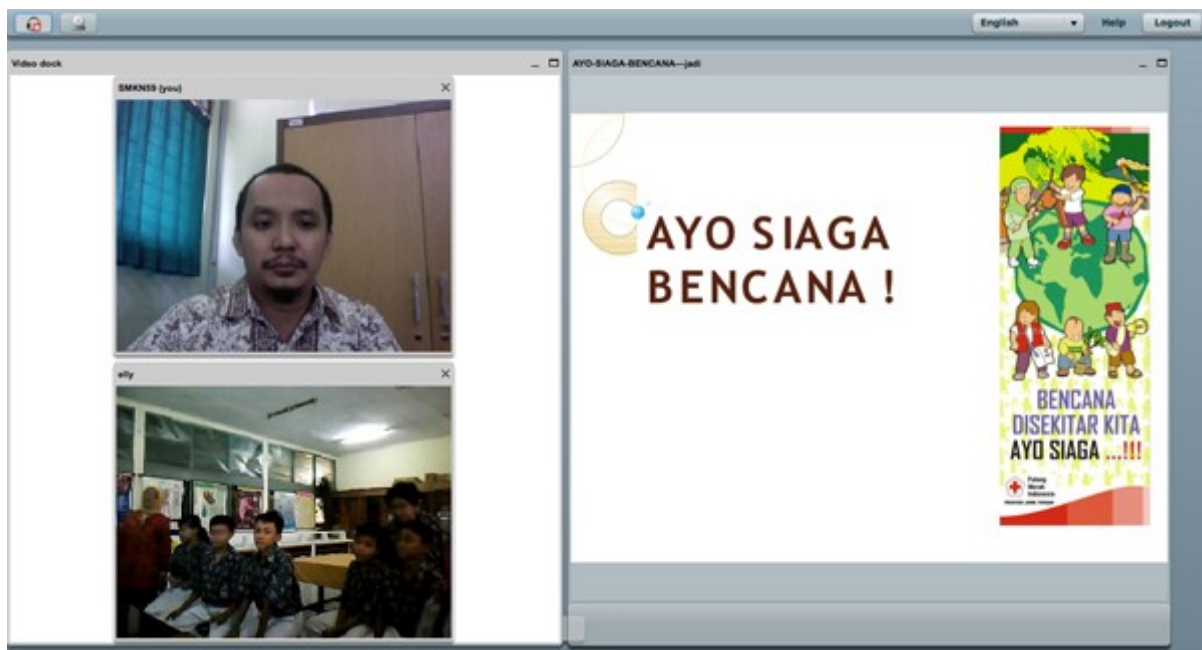 English
Help
Logout
Video dock
AYO-SIAGA-BENCANA---jadi
SMKN59 (you)
elly
AYO SIAGA
BENCANA !
BENCANA
DISEKITAR KITA
AYO SIAGA ...!!!
Palang
Merah
Indonesia